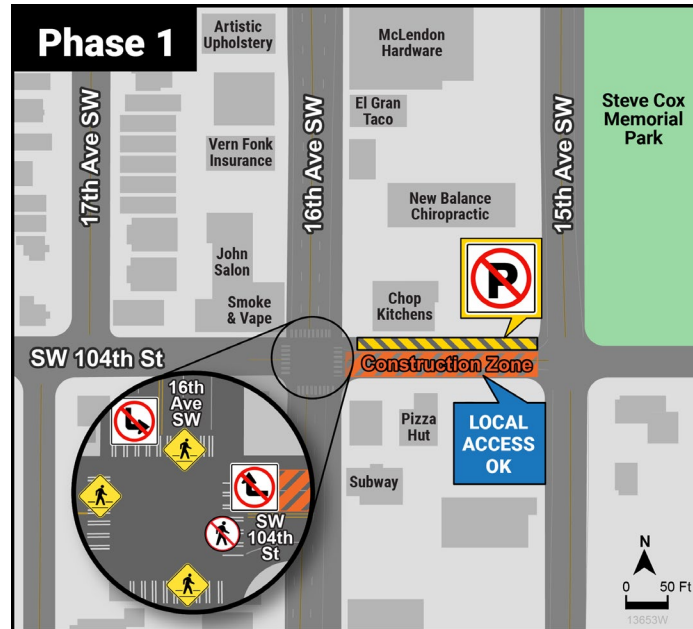 Phase 1
Artistic
Upholstery
McLendon
Hardware
El Gran
Taco
Vern Fonk
Insurance
Steve Cox
Memorial
Park
17th Ave SW
16th Ave SW
15th Ave SW
New Balance
Chiropractic
John
Salon
Smoke
& Vape
P
Chop
Kitchens
SW 104th St
Construction Zone
16th
Ave
SW
Pizza
Hut
LOCAL
ACCESS
OK
Subway
SW
104th
St
N
0 50 Ft
13653W